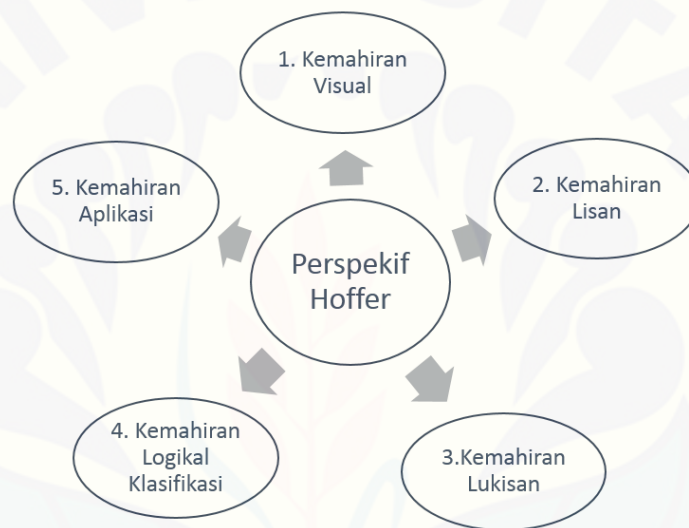 1. Kemahiran
Visual
5. Kemahiran
Aplikasi
2. Kemahiran
Lisan
Perspekif
Hoffer
4. Kemahiran
Logikal
Klasifikasi
3.Kemahiran
Lukisan